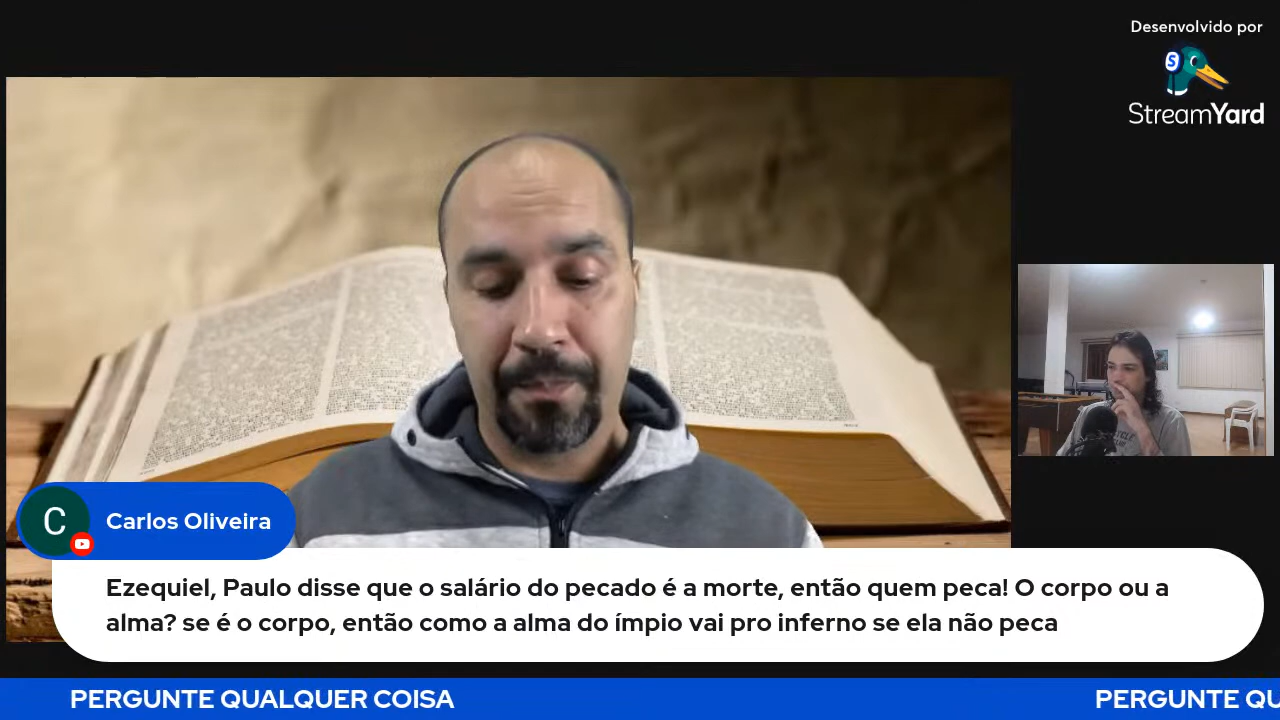 Desenvolvido por
StreamYard
C
Carlos Oliveira
Ezequiel, Paulo disse que o salário do pecado é a morte, então quem peca! O corpo ou a
alma? se é o corpo, então como a alma do ímpio vai pro inferno se ela não peca
PERGUNTE QUALQUER COISA
PERGUNTE QU